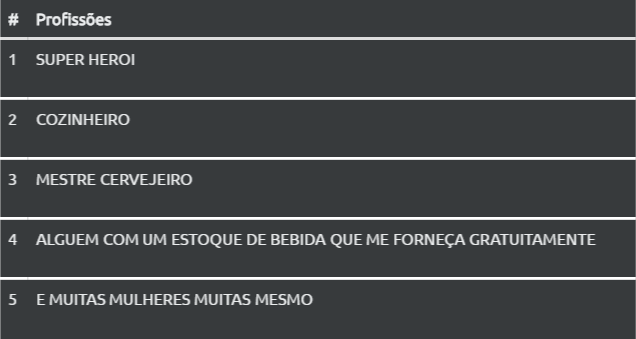 # Profissões
1 SUPER HEROI
2 COZINHEIRO
3 MESTRE CERVEJEIRO
4 ALGUEM COM UM ESTOQUE DE BEBIDA QUE ME FORNEÇA GRATUITAMENTE
5 E MUITAS MULHERES MUITAS MESMO